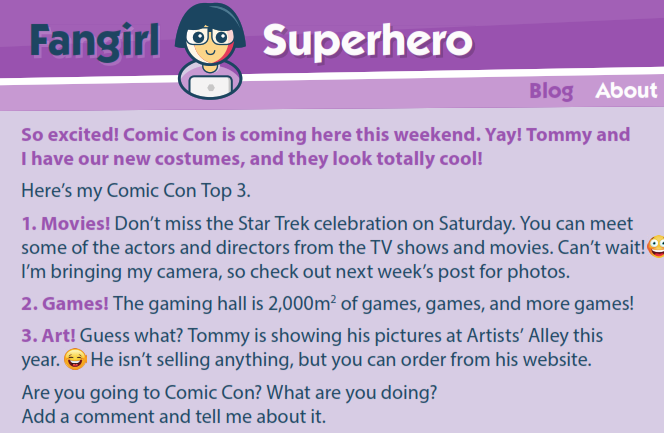 Fangirl Superhero
Blog About
So excited! Comic Con is coming here this weekend. Yay! Tommy and
I have our new costumes, and they look totally cool!
Here’s my Comic Con Top 3.
1. Movies! Don’t miss the Star Trek celebration on Saturday. You can meet
some of the actors and directors from the TV shows and movies. Can’t wait!
I’m bringing my camera, so check out next week’s post for photos.
2. Games! The gaming hall is 2,000m² of games, games, and more games!
3. Art! Guess what? Tommy is showing his pictures at Artists’ Alley this
year. He isn’t selling anything, but you can order from his website.
Are you going to Comic Con? What are you doing?
Add a comment and tell me about it.